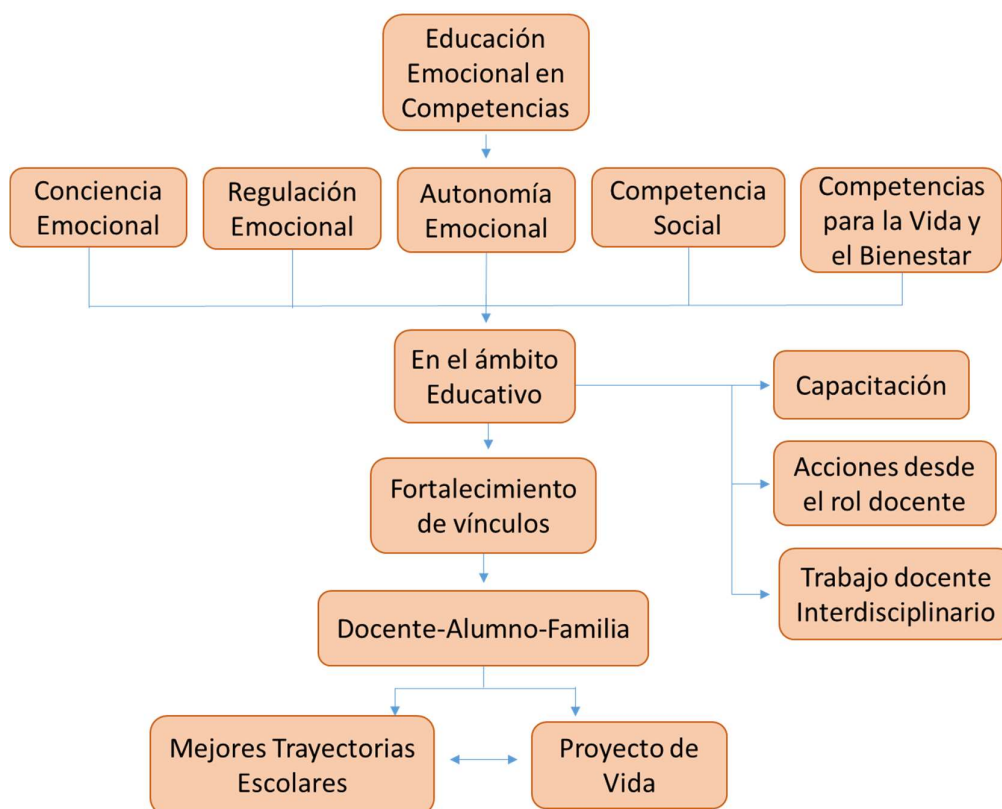 Educación
Emocional en
Competencias
Conciencia
Emocional
Regulación
Emocional
Autonomía
Emocional
Competencia
Social
Competencias
para la Vida y
el Bienestar
En el ámbito
Educativo
Capacitación
Acciones desde
el rol docente
Fortalecimiento
de vínculos
Trabajo docente
Interdisciplinario
Docente-Alumno-Familia
Mejores Trayectorias
Escolares
Proyecto de
Vida